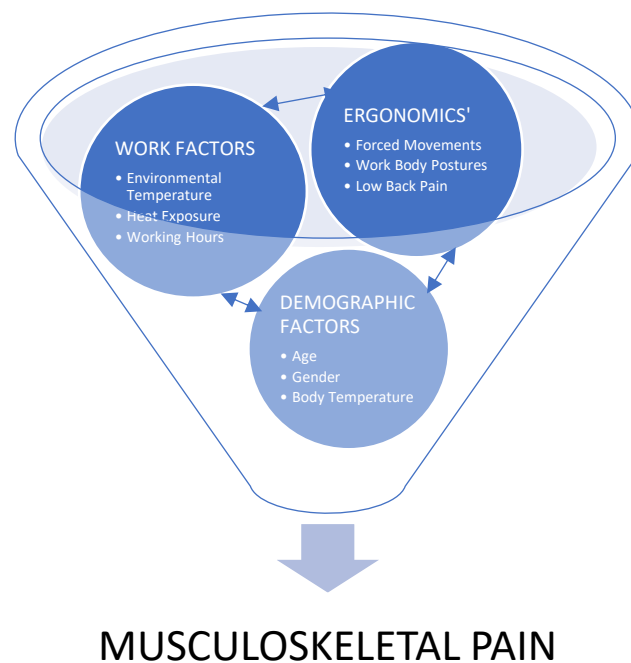 WORK FACTORS
• Environmental
Temperature
• Heat Exposure
• Working Hours
ERGONOMICS'
• Forced Movements
• Work Body Postures
• Low Back Pain
DEMOGRAPHIC
FACTORS
• Age
• Gender
• Body Temperature
MUSCULOSKELETAL PAIN